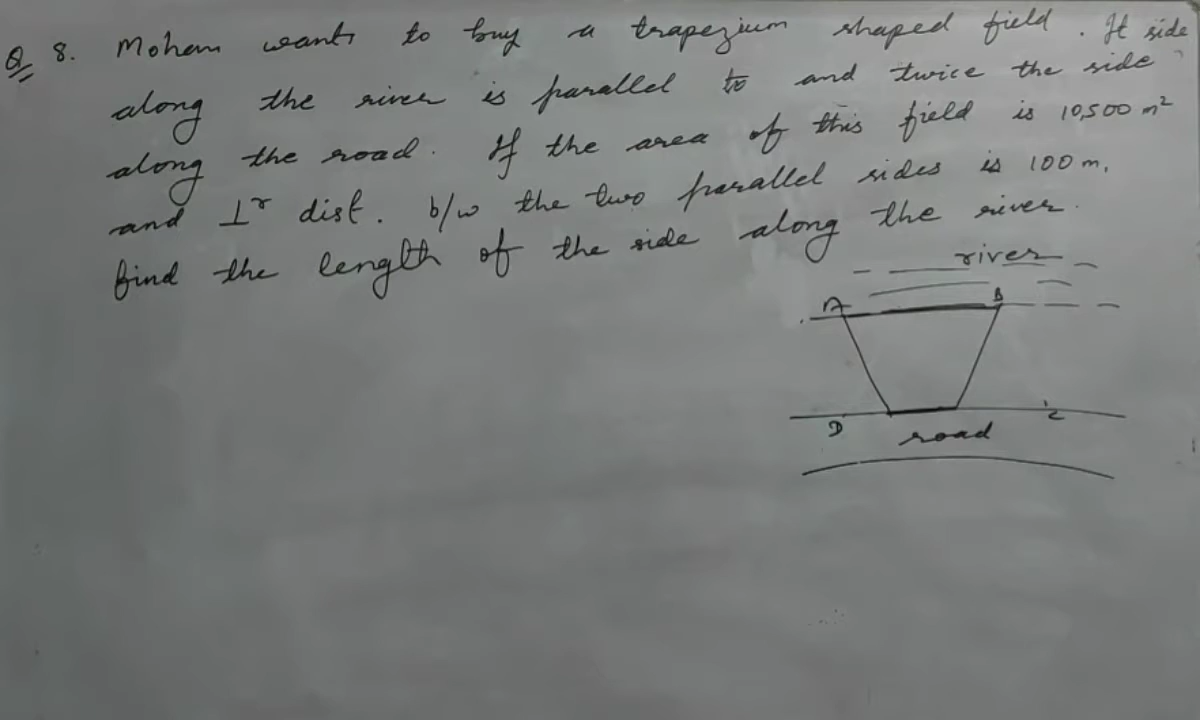 Q 8. Mohan wants to buy a trapezium shaped field. It side
along the river is parallel to and twice the side
along the road. If the area of this field is 10,500 m²
and ⊥r dist. b/w the two parallel sides is 100 m.
find the length of the side along the river.
river
A B
D C
road